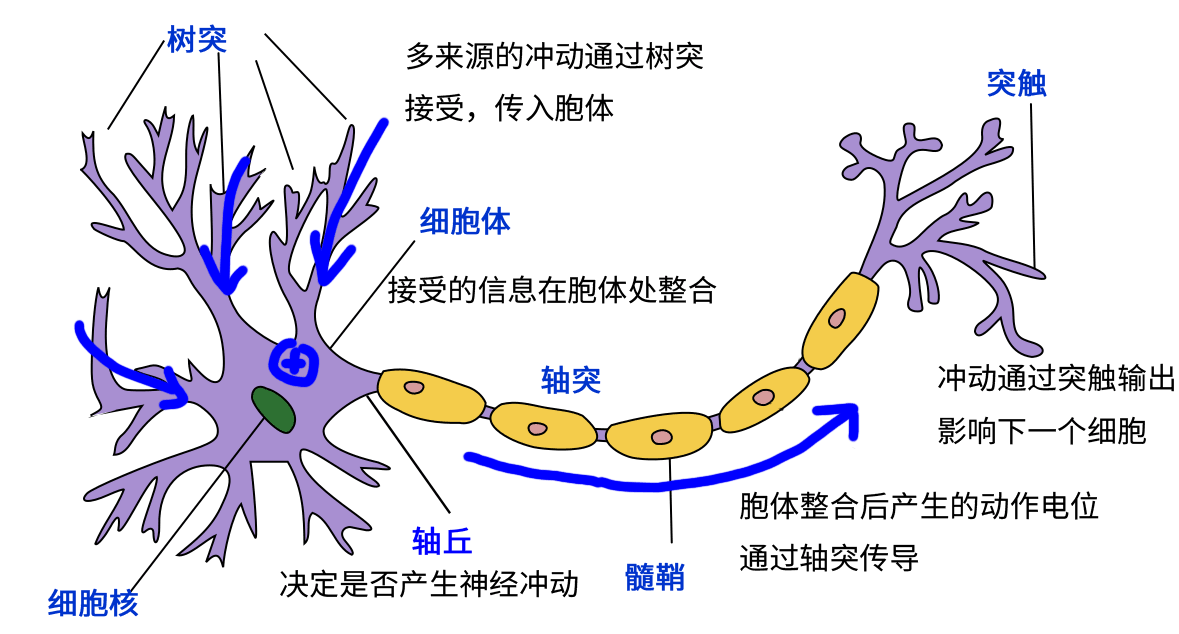 树突
多来源的冲动通过树突
接受，传入胞体
突触
细胞体
接受的信息在胞体处整合
轴突
冲动通过突触输出
影响下一个细胞
胞体整合后产生的动作电位
通过轴突传导
轴丘
决定是否产生神经冲动
髓鞘
细胞核